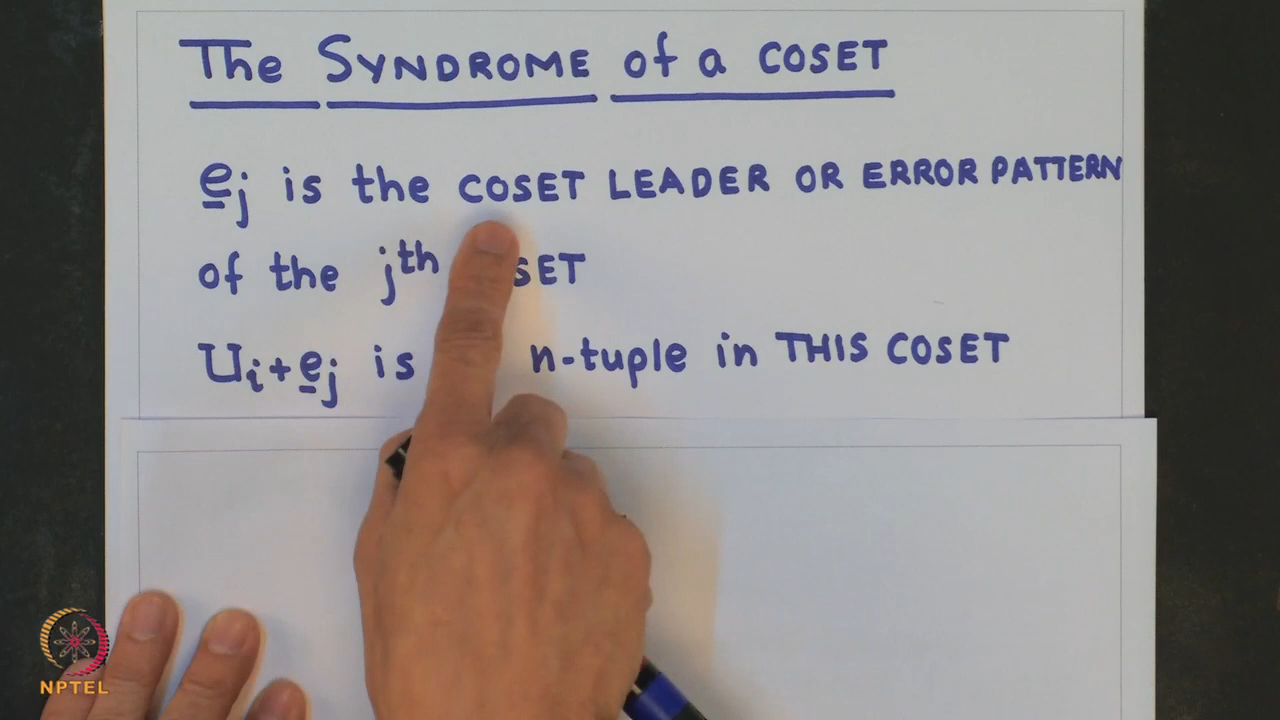 The SYNDROME of a COSET
e̲j is the COSET LEADER OR ERROR PATTERN
of the jth
Ui+e̲j is n-tuple in THIS COSET
NPTEL